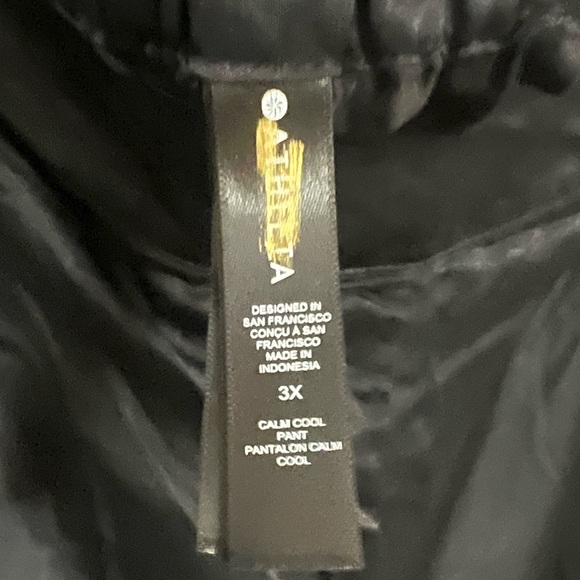 ATHLETA
DESIGNED IN
SAN FRANCISCO
CONÇU À SAN
FRANCISCO
MADE IN
INDONESIA
3X
CALM COOL
PANT
PANTALON CALM
COOL